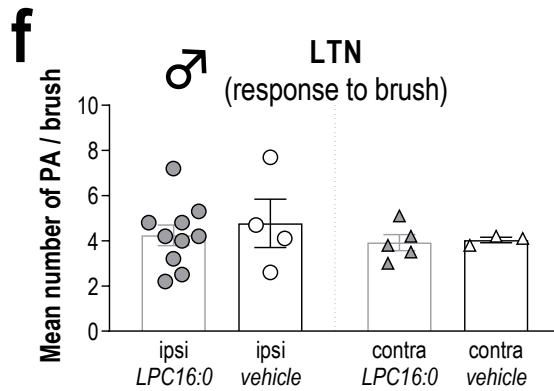 f
♂
LTN
(response to brush)
Mean number of PA / brush
10
8
6
4
2
0
ipsi LPC16:0
ipsi vehicle
contra LPC16:0
contra vehicle